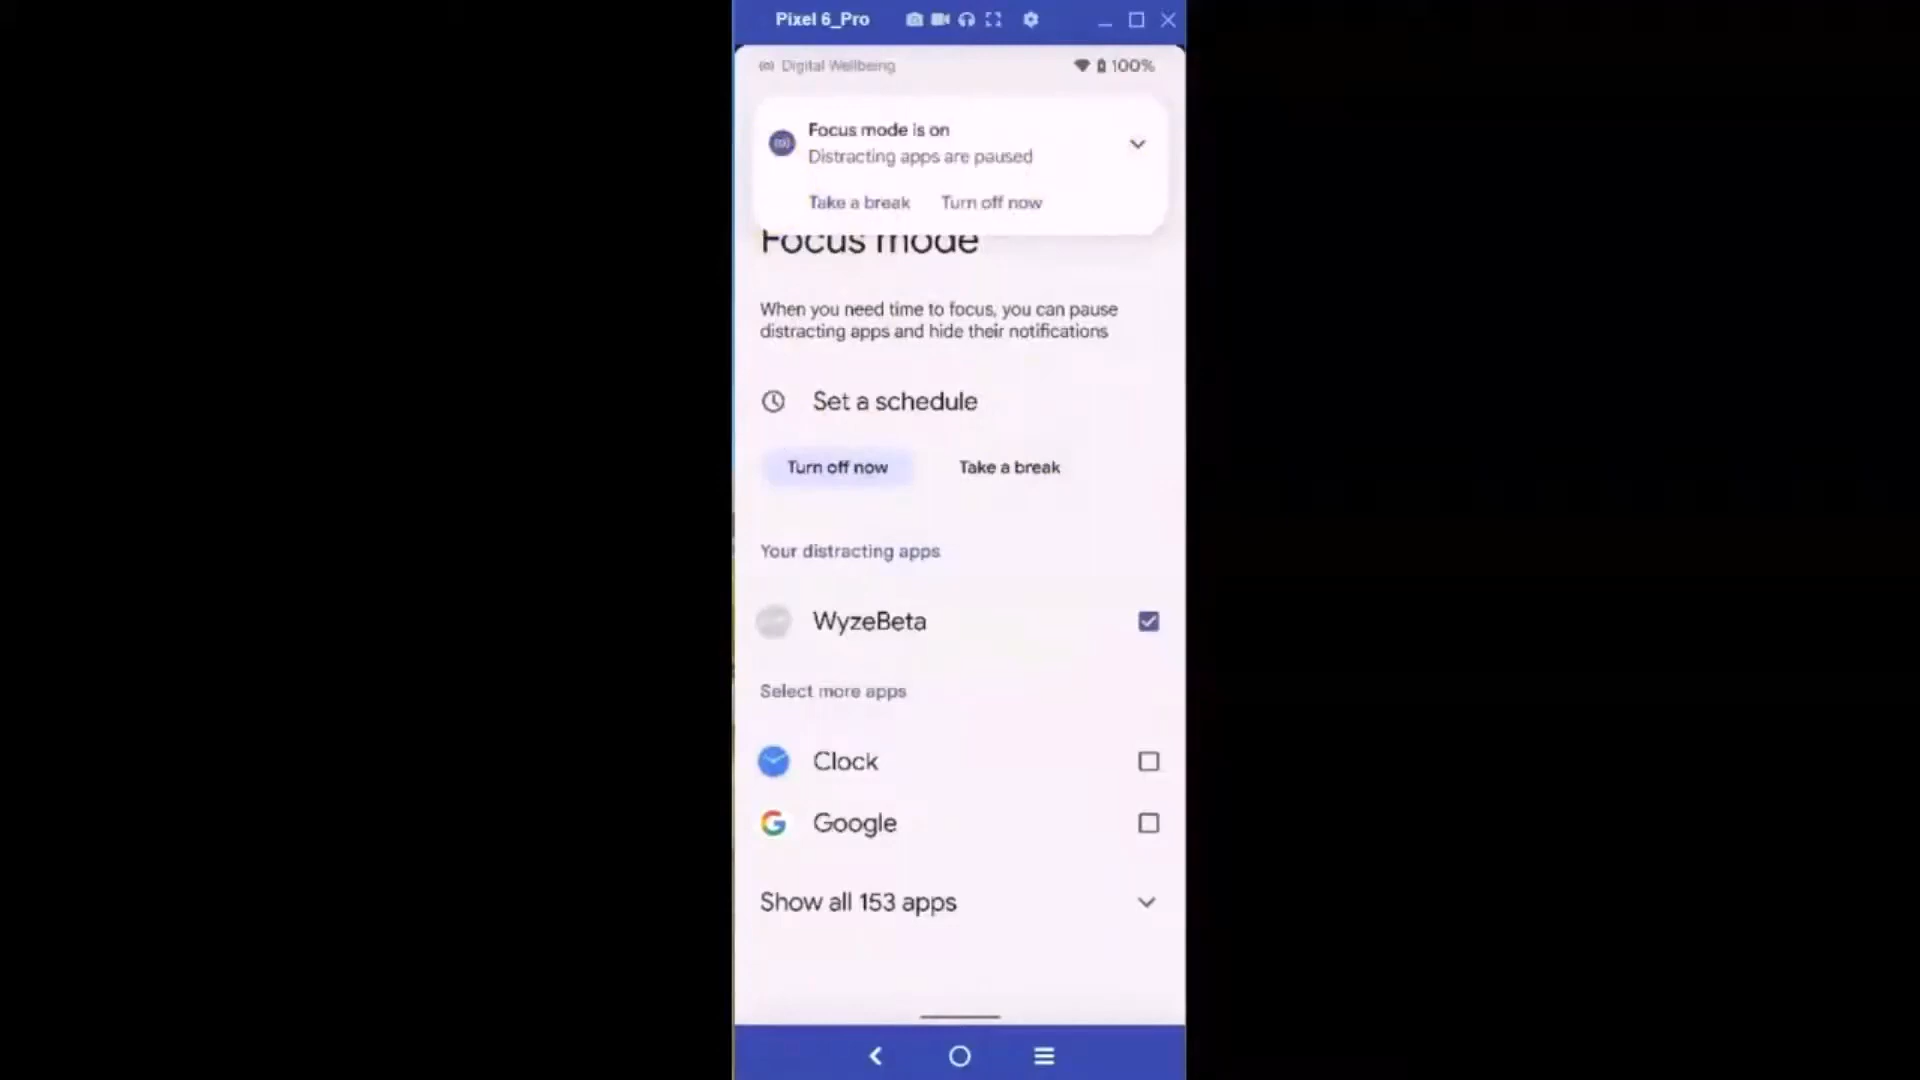 Pixel 6_Pro
Digital Wellbeing
100%
Focus mode is on
Distracting apps are paused
Take a break Turn off now
Focus mode
When you need time to focus, you can pause
distracting apps and hide their notifications
Set a schedule
Turn off now Take a break
Your distracting apps
WyzeBeta
Select more apps
Clock
Google
Show all 153 apps